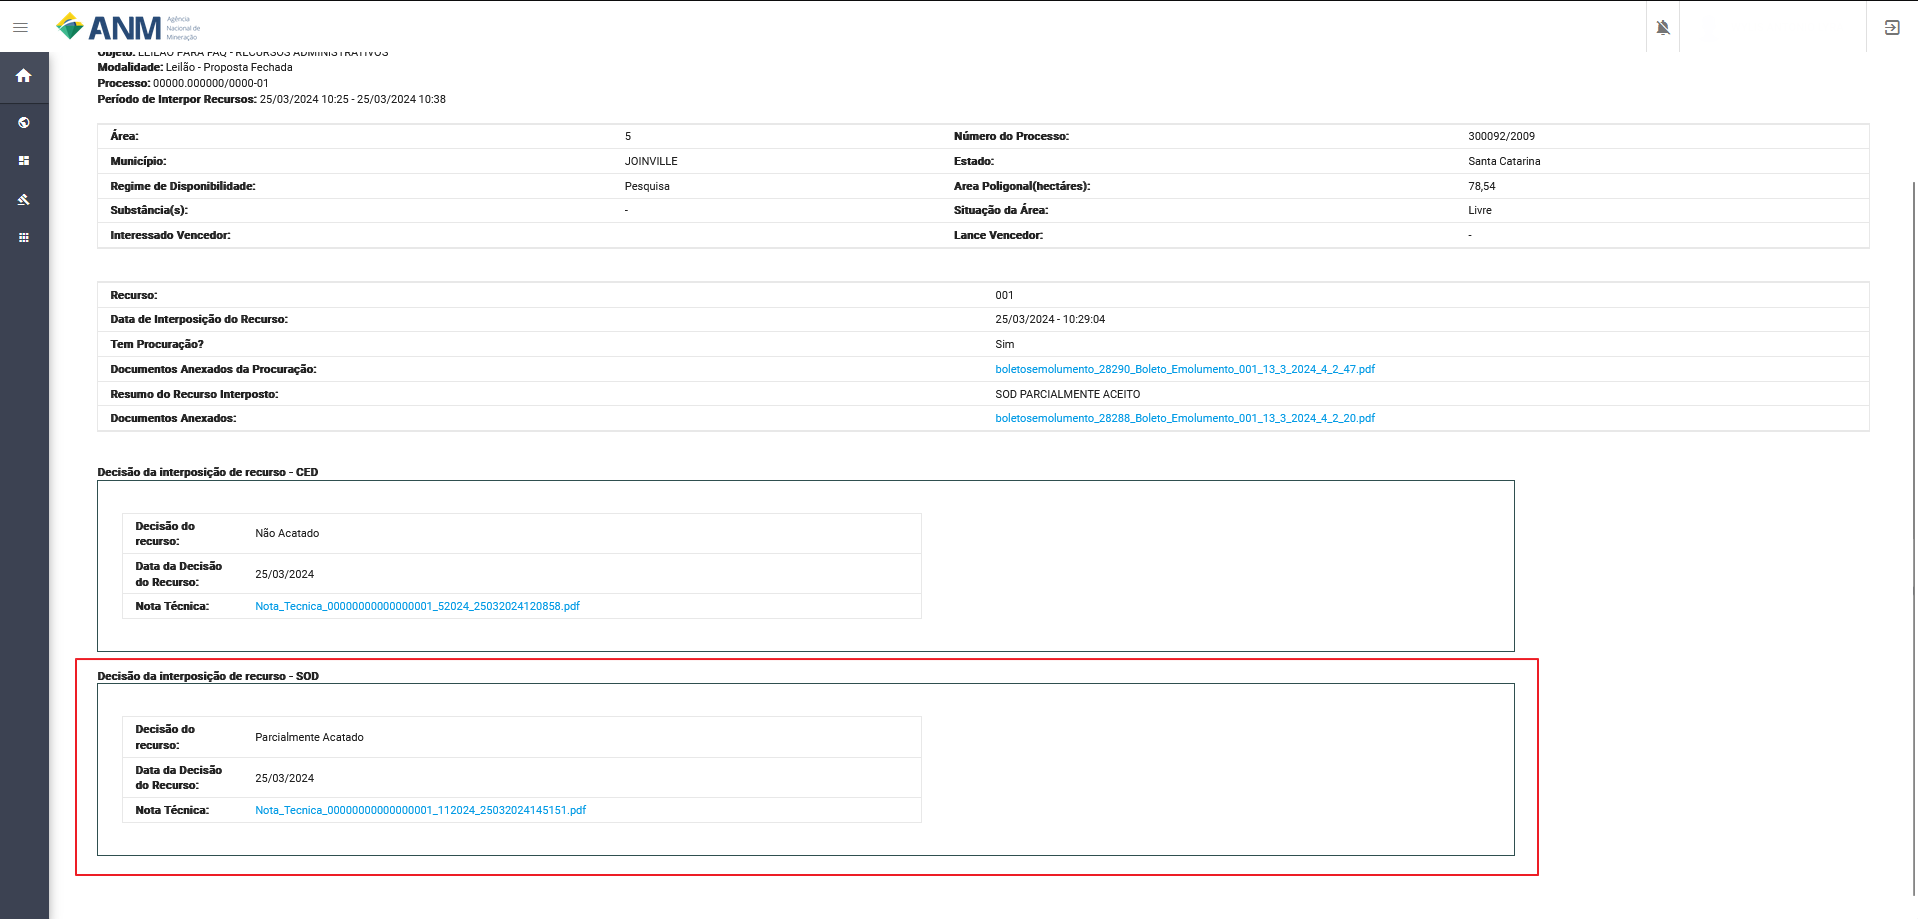 ANM Agência
Nacional de
Mineração
Objeto: LEILÃO PARA FAQ - RECURSOS ADMINISTRATIVOS
Modalidade: Leilão - Proposta Fechada
Processo: 00000.000000/0000-01
Período de Interpor Recursos: 25/03/2024 10:25 - 25/03/2024 10:38
Área: 5 Número do Processo: 300092/2009
Município: JOINVILLE Estado: Santa Catarina
Regime de Disponibilidade: Pesquisa Area Poligonal(hectáres): 78,54
Substância(s): - Situação da Área: Livre
Interessado Vencedor: Lance Vencedor: -
Recurso: 001
Data de Interposição do Recurso: 25/03/2024 - 10:29:04
Tem Procuração? Sim
Documentos Anexados da Procuração: boletosemolumento_28290_Boleto_Emolumento_001_13_3_2024_4_2_47.pdf
Resumo do Recurso Interposto: SOD PARCIALMENTE ACEITO
Documentos Anexados: boletosemolumento_28288_Boleto_Emolumento_001_13_3_2024_4_2_20.pdf
Decisão da interposição de recurso - CED
Decisão do
recurso: Não Acatado
Data da Decisão
do Recurso: 25/03/2024
Nota Técnica: Nota_Tecnica_00000000000000001_52024_25032024120858.pdf
Decisão da interposição de recurso - SOD
Decisão do
recurso: Parcialmente Acatado
Data da Decisão
do Recurso: 25/03/2024
Nota Técnica: Nota_Tecnica_00000000000000001_112024_25032024145151.pdf